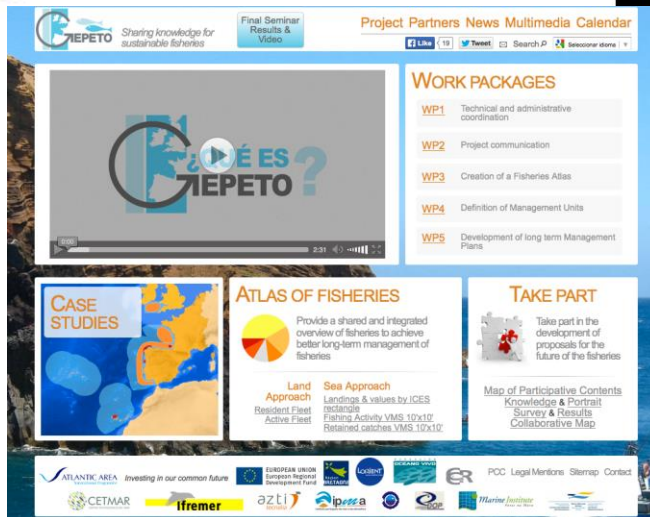 GEPETO
Sharing knowledge for
sustainable fisheries
Final Seminar
Results &
Video
Project Partners News Multimedia Calendar
Like 19 Tweet Search Seleccionar idioma
¿QUÉ ES
GEPETO ?
0:00
2:31
WORK PACKAGES
WP1 Technical and administrative
coordination
WP2 Project communication
WP3 Creation of a Fisheries Atlas
WP4 Definition of Management Units
WP5 Development of long term Management
Plans
CASE
STUDIES
ATLAS OF FISHERIES
Provide a shared and integrated
overview of fisheries to achieve
better long-term management of
fisheries
Land
Approach
Resident Fleet
Active Fleet
Sea Approach
Landings & values by ICES
rectangle
Fishing Activity VMS 10'x10'
Retained catches VMS 10'x10'
TAKE PART
Take part in the
development of
proposals for the
future of the fisheries
Map of Participative Contents
Knowledge & Portrait
Survey & Results
Collaborative Map
ATLANTIC AREA
Investing in our common future
EUROPEAN UNION
European Regional
Development Fund
BRETAGNE
OCEANO VIVO
PCC Legal Mentions Sitemap Contact
CETMAR
Ifremer
azti
Marine Institute